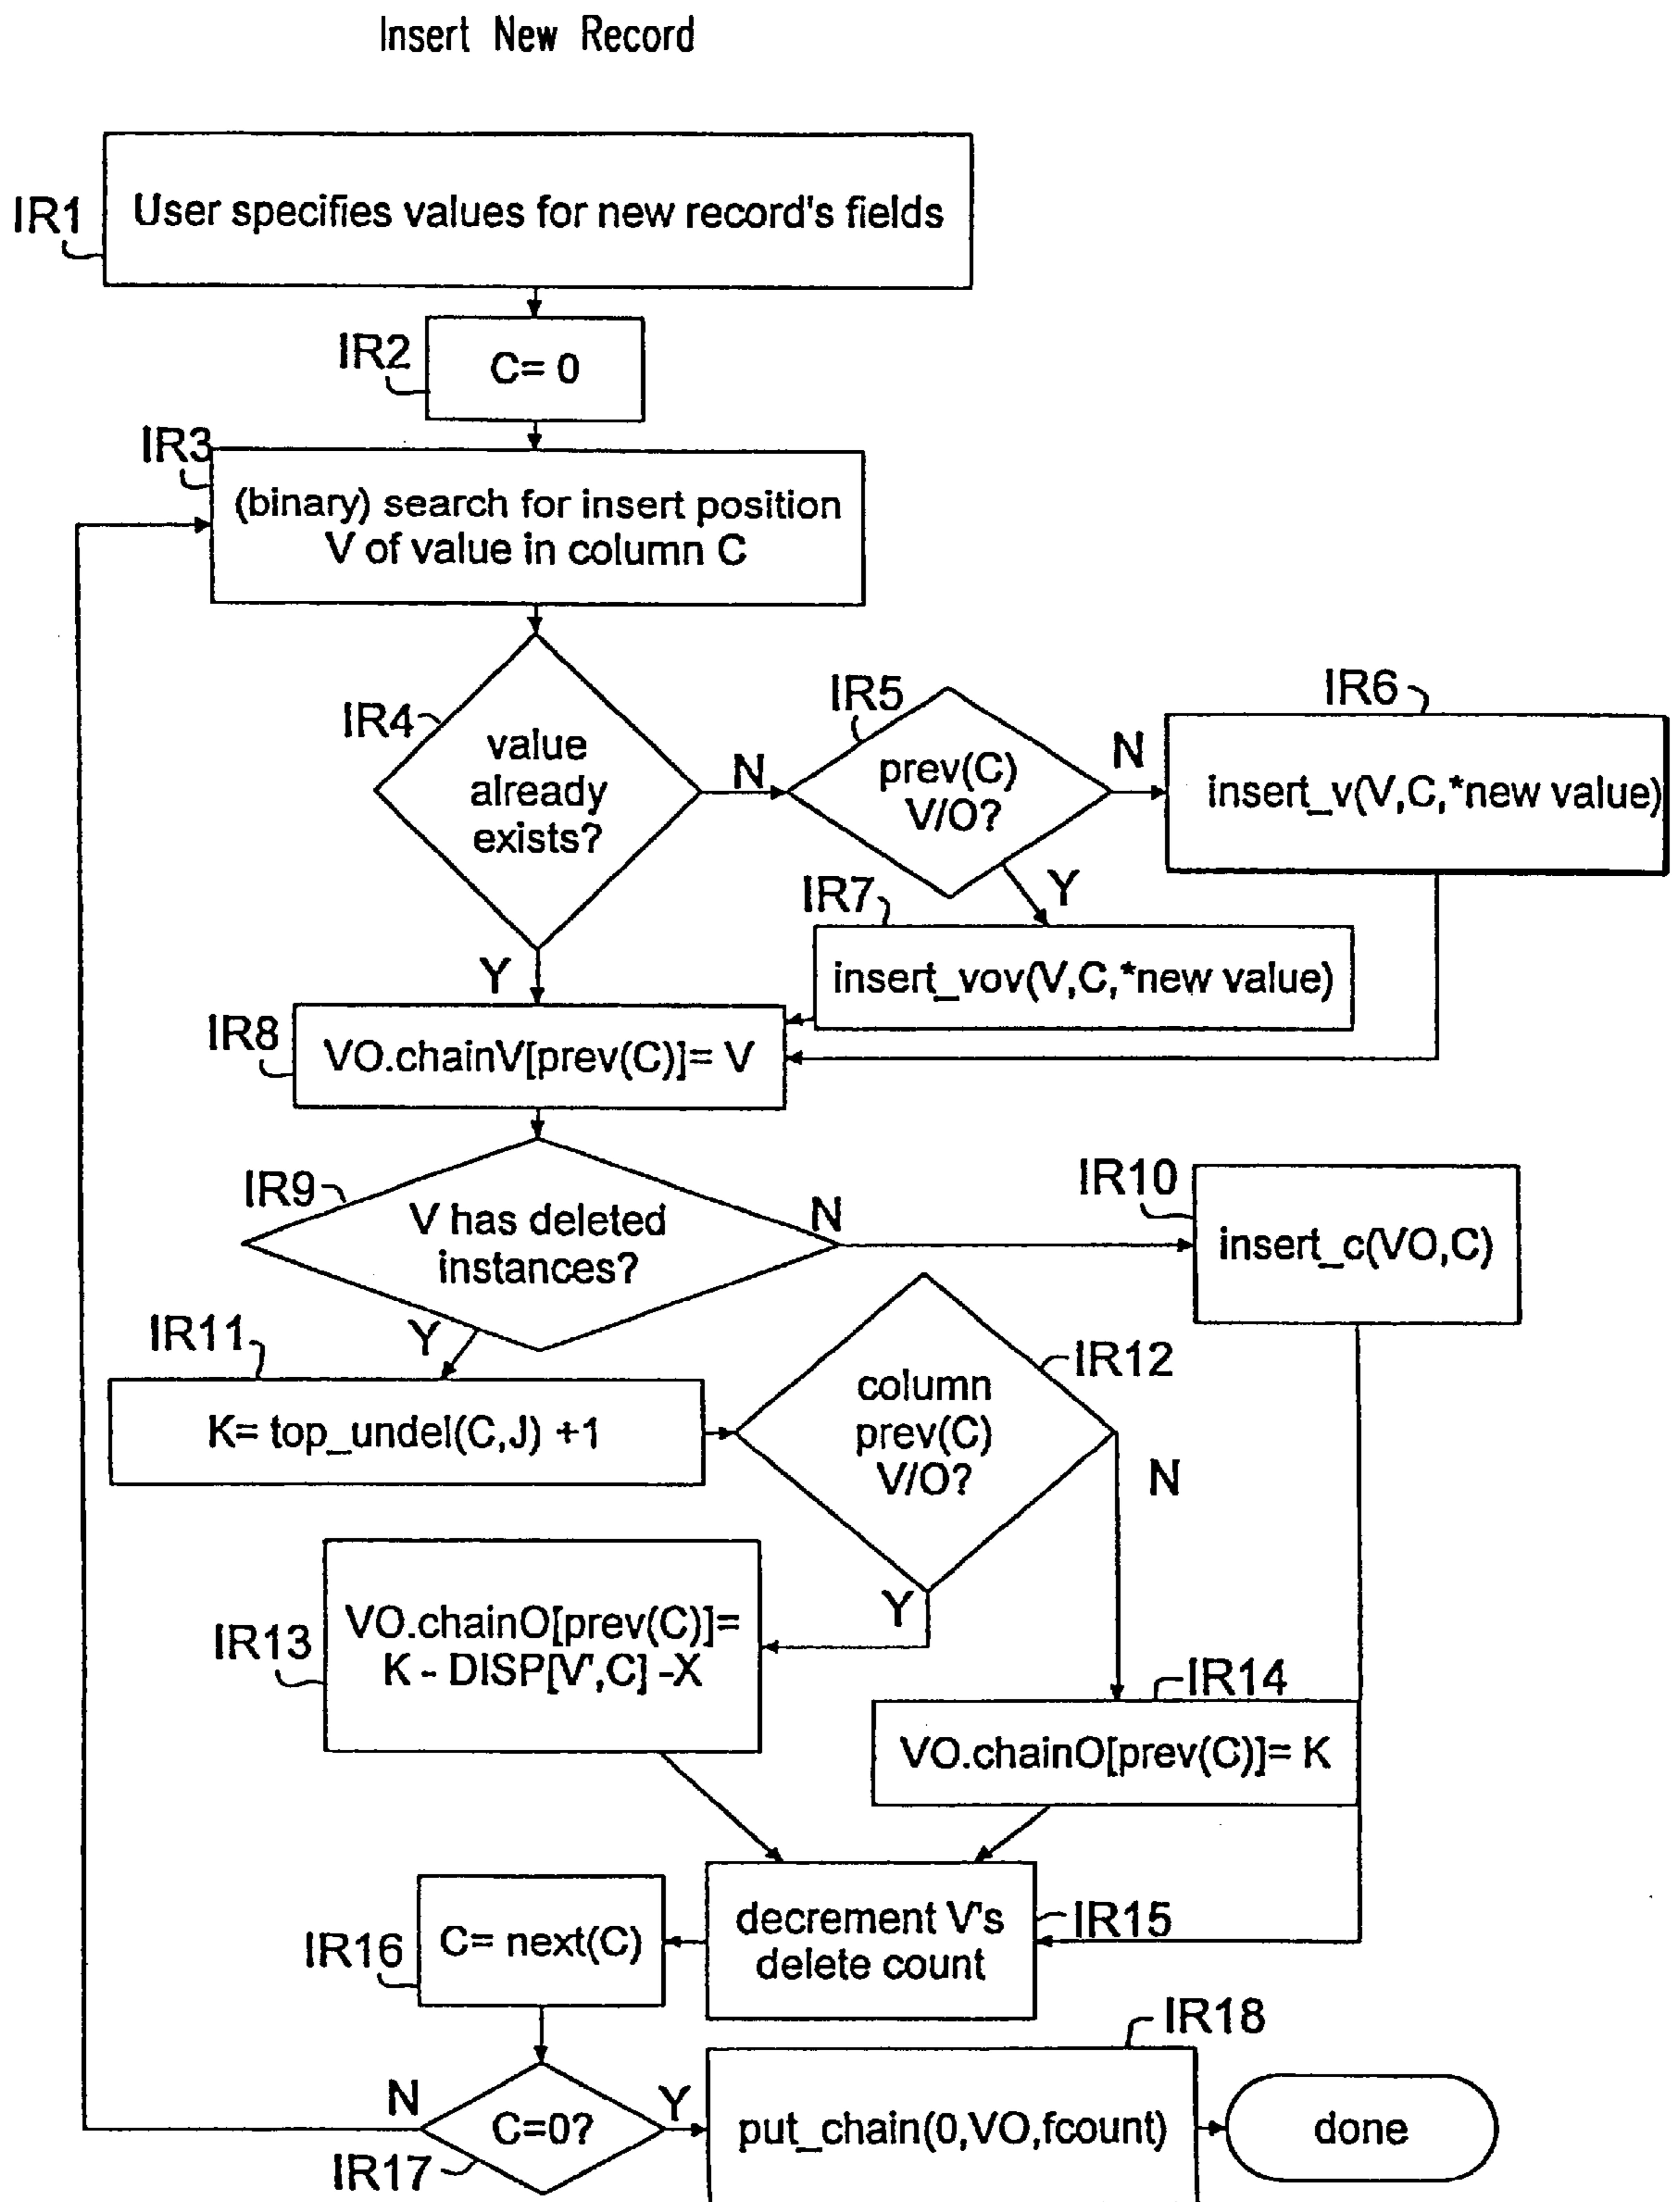 Insert New Record
IR1
User specifies values for new record's fields
IR2
C= 0
IR3
(binary) search for insert position
V of value in column C
IR4
value
already
exists?
N
Y
IR5
prev(C)
V/O?
N
Y
IR6
insert_v(V,C,*new value)
IR7
insert_vov(V,C,*new value)
IR8
VO.chainV[prev(C)]= V
IR9
V has deleted
instances?
N
Y
IR10
insert_c(VO,C)
IR11
K= top_undel(C,J) +1
IR12
column
prev(C)
V/O?
N
Y
IR13
VO.chainO[prev(C)]=
K - DISP[V',C] -X
IR14
VO.chainO[prev(C)]= K
IR15
decrement V's
delete count
IR16
C= next(C)
IR17
C=0?
N
Y
IR18
put_chain(0,VO,fcount)
done